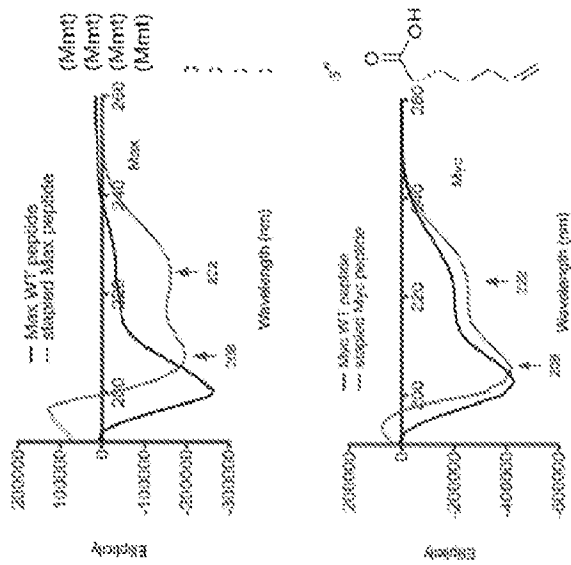 (Mmt)
(Mmt)
(Mmt)
(Mmt)
Max WT peptide
stapled Max peptide
Max
200000
100000
0
-100000
-200000
-300000
200
220
240
260
208
222
Ellipticity
Wavelength (nm)
WT peptide
stapled Myc peptide
Myc
200000
0
-200000
-400000
-600000
200
220
240
260
208
222
Ellipticity
Wavelength (nm)
O
OH